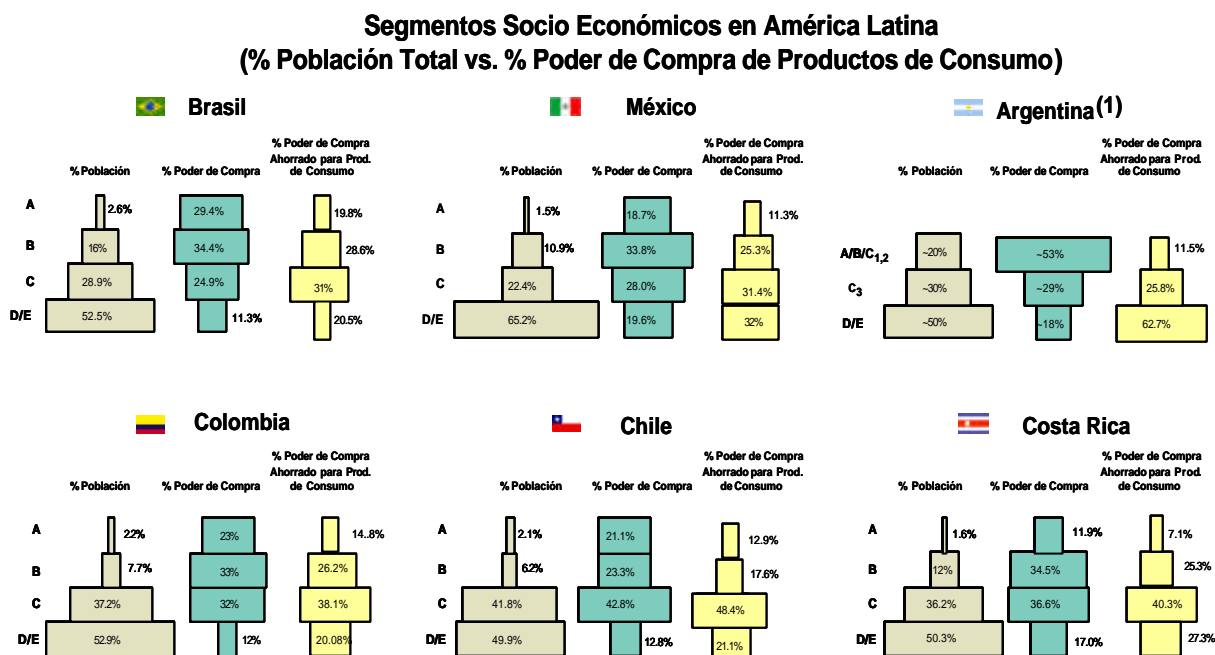 Segmentos Socio Económicos en América Latina
(% Población Total vs. % Poder de Compra de Productos de Consumo)
Brasil
% Población
% Poder de Compra
% Poder de Compra
Ahorrado para Prod.
de Consumo
A
2.6%
29.4%
19.8%
B
16%
34.4%
28.6%
C
28.9%
24.9%
31%
D/E
52.5%
11.3%
20.5%
México
% Población
% Poder de Compra
% Poder de Compra
Ahorrado para Prod.
de Consumo
A
1.5%
18.7%
11.3%
B
10.9%
33.8%
25.3%
C
22.4%
28.0%
31.4%
D/E
65.2%
19.6%
32%
Argentina(1)
% Población
% Poder de Compra
% Poder de Compra
Ahorrado para Prod.
de Consumo
A/B/C1,2
~20%
~53%
11.5%
C3
~30%
~29%
25.8%
D/E
~50%
~18%
62.7%
Colombia
% Población
% Poder de Compra
% Poder de Compra
Ahorrado para Prod.
de Consumo
A
2.2%
23%
14..8%
B
7.7%
33%
26.2%
C
37.2%
32%
38.1%
D/E
52.9%
12%
20.08%
Chile
% Población
% Poder de Compra
% Poder de Compra
Ahorrado para Prod.
de Consumo
A
2.1%
21.1%
12.9%
B
6.2%
23.3%
17.6%
C
41.8%
42.8%
48.4%
D/E
49.9%
12.8%
21.1%
Costa Rica
% Población
% Poder de Compra
% Poder de Compra
Ahorrado para Prod.
de Consumo
A
1.6%
11.9%
7.1%
B
12%
34.5%
25.3%
C
36.2%
36.6%
40.3%
D/E
50.3%
17.0%
27.3%